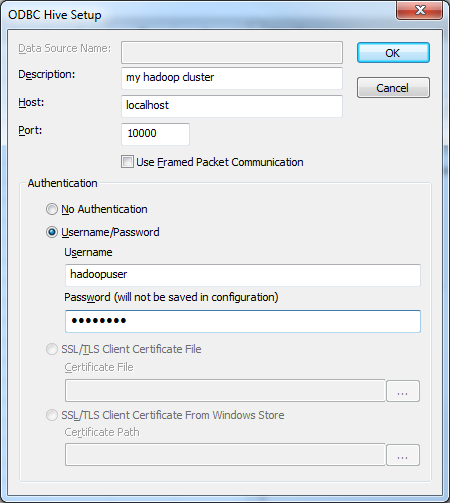 ODBC Hive Setup
Data Source Name:
OK
Description:
my hadoop cluster
Cancel
Host:
localhost
Port:
10000
Use Framed Packet Communication
Authentication
No Authentication
Username/Password
Username
hadoopuser
Password (will not be saved in configuration)
●●●●●●●●
SSL/TLS Client Certificate File
Certificate File
...
SSL/TLS Client Certificate From Windows Store
Certificate Path
...